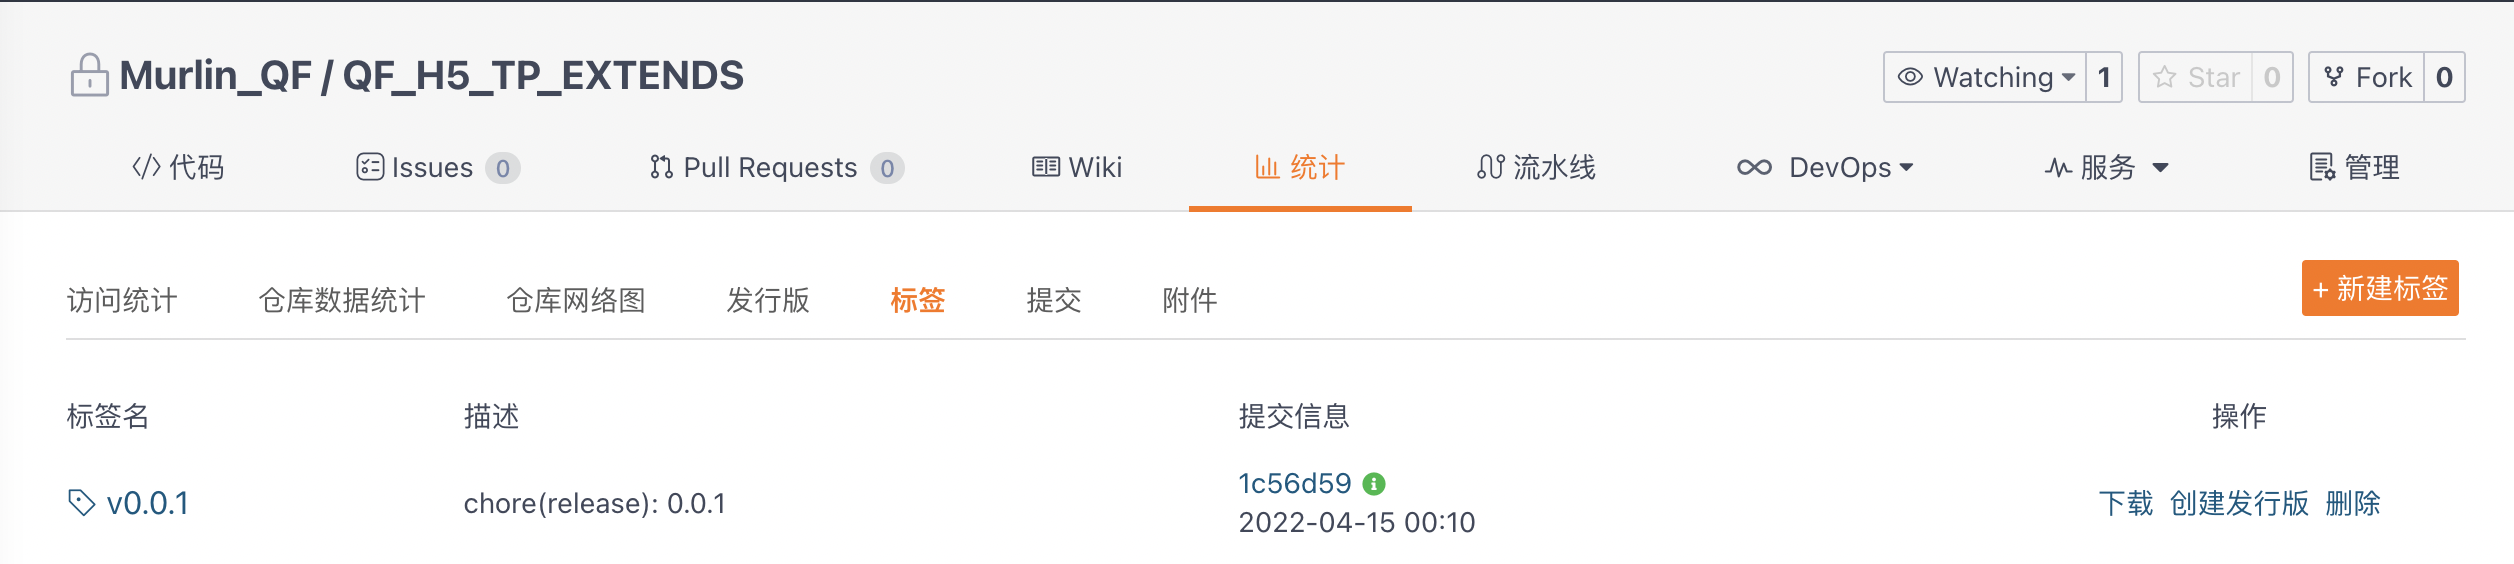 Murlin_QF / QF_H5_TP_EXTENDS
Watching 1 Star 0 Fork 0
代码 Issues 0 Pull Requests 0 Wiki 统计 流水线 DevOps 服务 管理
访问统计 仓库数据统计 仓库网络图 发行版 标签 提交 附件 + 新建标签
标签名 描述 提交信息 操作
v0.0.1 chore(release): 0.0.1 1c56d59 下载 创建发行版 删除
2022-04-15 00:10